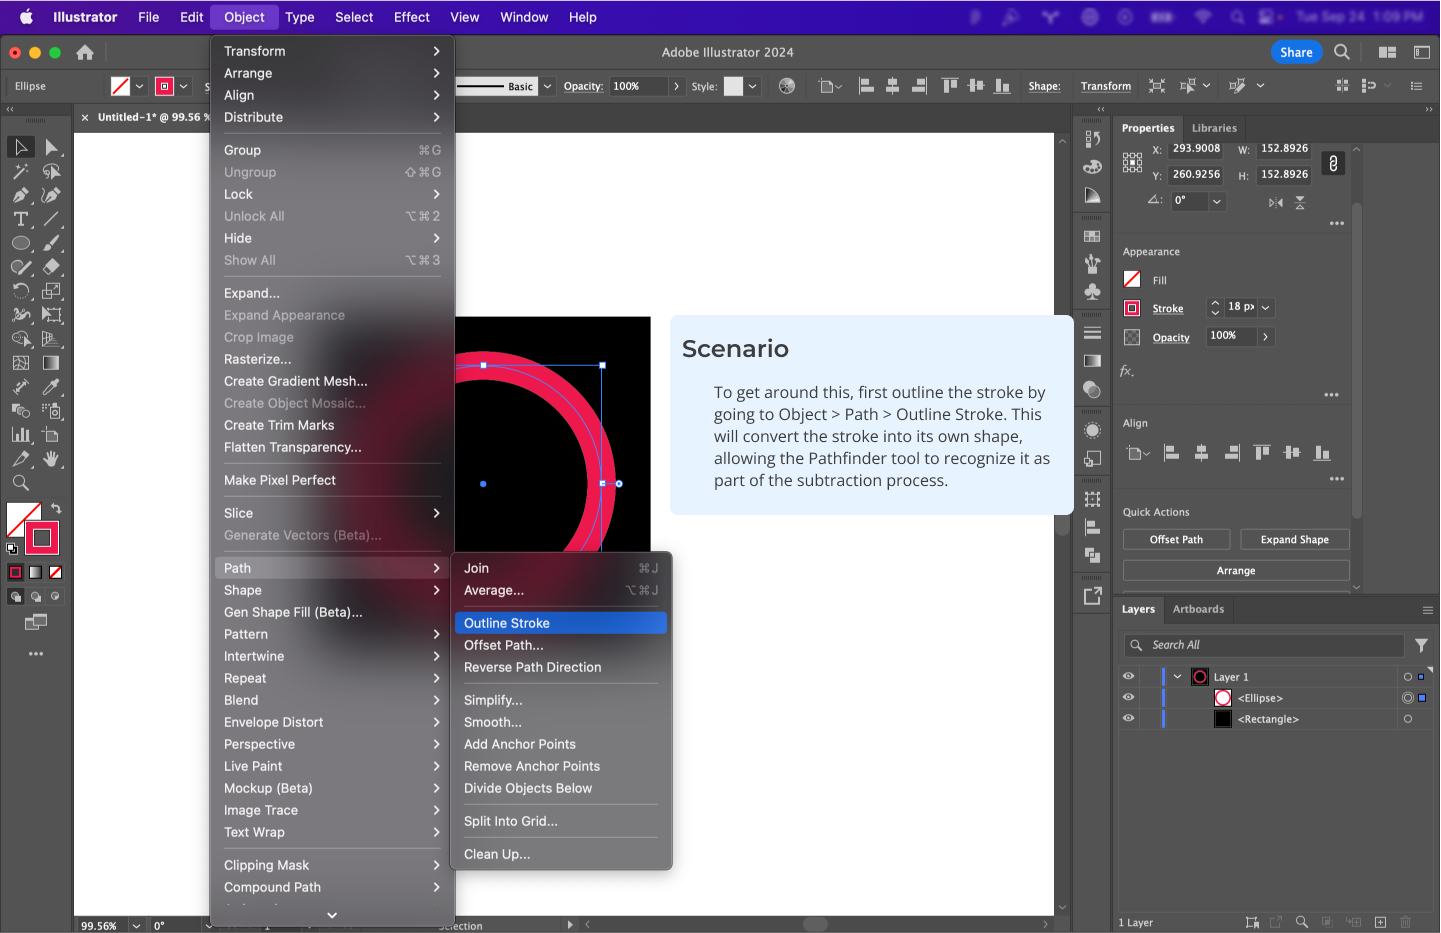 Illustrator File Edit Object Type Select Effect View Window Help Tue Sep 24 1:09 PM
Adobe Illustrator 2024 Share
Ellipse Basic Opacity: 100% Style: Shape: Transform
Untitled-1* @ 99.56 %
Transform
Arrange
Align
Distribute
Group ⌘G
Ungroup ⇧⌘G
Lock
Unlock All ⌥⌘2
Hide
Show All ⌥⌘3
Expand...
Expand Appearance
Crop Image
Rasterize...
Create Gradient Mesh...
Create Object Mosaic...
Create Trim Marks
Flatten Transparency...
Make Pixel Perfect
Slice
Generate Vectors (Beta)...
Path
Shape
Gen Shape Fill (Beta)...
Pattern
Intertwine
Repeat
Blend
Envelope Distort
Perspective
Live Paint
Mockup (Beta)
Image Trace
Text Wrap
Clipping Mask
Compound Path
Join ⌘J
Average... ⌥⌘J
Outline Stroke
Offset Path...
Reverse Path Direction
Simplify...
Smooth...
Add Anchor Points
Remove Anchor Points
Divide Objects Below
Split Into Grid...
Clean Up...
Scenario
To get around this, first outline the stroke by
going to Object > Path > Outline Stroke. This
will convert the stroke into its own shape,
allowing the Pathfinder tool to recognize it as
part of the subtraction process.
Properties Libraries
X: 293.9008 W: 152.8926
Y: 260.9256 H: 152.8926
0°
Appearance
Fill
Stroke 18 px
Opacity 100%
fx.
Align
Quick Actions
Offset Path Expand Shape
Arrange
Layers Artboards
Search All
Layer 1
<Ellipse>
<Rectangle>
1 Layer
99.56% 0° Selection